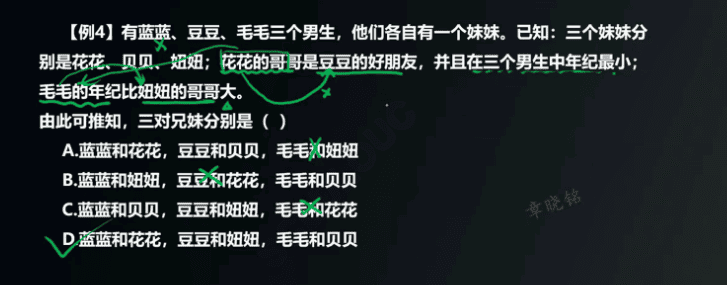 【例4】有蓝蓝、豆豆、毛毛三个男生，他们各自有一个妹妹。已知：三个妹妹分
别是花花、贝贝、妞妞；花花的哥哥是豆豆的好朋友，并且在三个男生中年纪最小；
毛毛的年纪比妞妞的哥哥大。
由此可推知，三对兄妹分别是（ ）
A.蓝蓝和花花，豆豆和贝贝，毛毛和妞妞
B.蓝蓝和妞妞，豆豆和花花，毛毛和贝贝
C.蓝蓝和贝贝，豆豆和妞妞，毛毛和花花
D.蓝蓝和花花，豆豆和妞妞，毛毛和贝贝
章晓铭